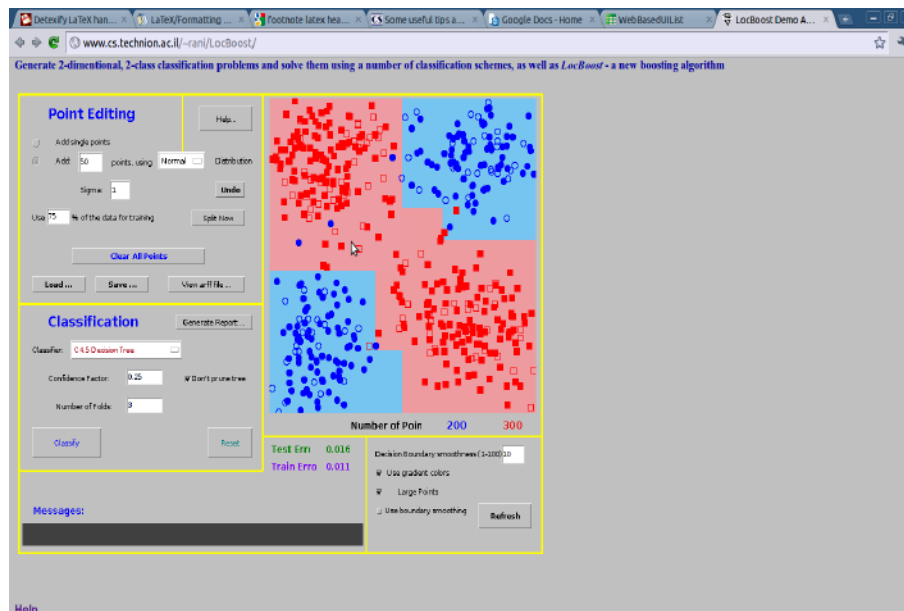 Detexify LaTeX han...
LaTeX/Formatting ...
footnote latex hea...
Some useful tips a...
Google Docs - Home
WebBasedUiList
LocBoost Demo A...
www.cs.technion.ac.il/~rani/LocBoost/
Generate 2-dimentional, 2-class classification problems and solve them using a number of classification schemes, as well as LocBoost - a new boosting algorithm
Point Editing
Help...
Add single points
Add: 50 points, using Normal Distribution
Sigma: 1
Undo
Use 75 % of the data for training
Split Now
Clear All Points
Load ...
Save ...
View arff file ...
Classification
Generate Report...
Classifier: C4.5 Decision Tree
Confidence Factor: 0.25
Don't prune tree
Number of Folds: 3
Classify
Reset
Number of Poin 200 300
Test Erro 0.016
Train Erro 0.011
Decision Boundary smoothness (1-100) 10
Use gradient colors
Large Points
Use boundary smoothing
Refresh
Messages:
Help